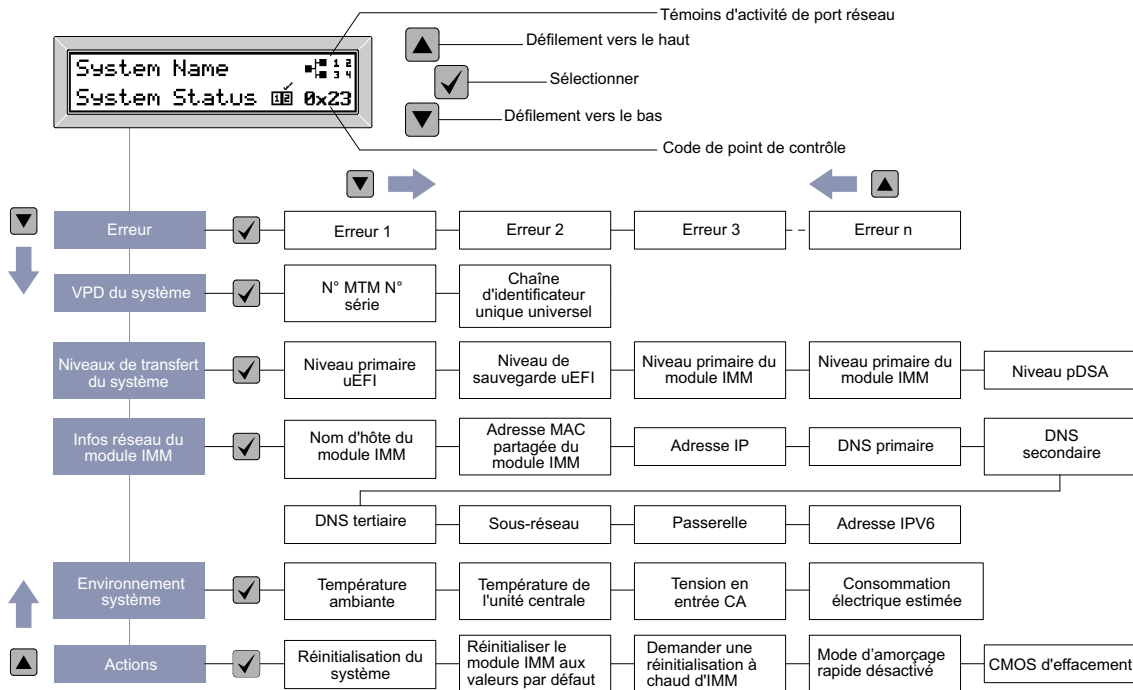 Témoins d'activité de port réseau
Défilement vers le haut
System Name 1 2
3 4
Sélectionner
System Status 12 0x23
Défilement vers le bas
Code de point de contrôle
Erreur
Erreur 1
Erreur 2
Erreur 3
Erreur n
VPD du système
N° MTM N°
série
Chaîne
d'identificateur
unique universel
Niveaux de transfert
du système
Niveau primaire
uEFI
Niveau de
sauvegarde uEFI
Niveau primaire du
module IMM
Niveau primaire du
module IMM
Niveau pDSA
Infos réseau du
module IMM
Nom d'hôte du
module IMM
Adresse MAC
partagée du
module IMM
Adresse IP
DNS primaire
DNS
secondaire
DNS tertiaire
Sous-réseau
Passerelle
Adresse IPV6
Environnement
système
Température
ambiante
Température de
l'unité centrale
Tension en
entrée CA
Consommation
électrique estimée
Actions
Réinitialisation du
système
Réinitialiser le
module IMM aux
valeurs par défaut
Demander une
réinitialisation à
chaud d'IMM
Mode d'amorçage
rapide désactivé
CMOS d'effacement